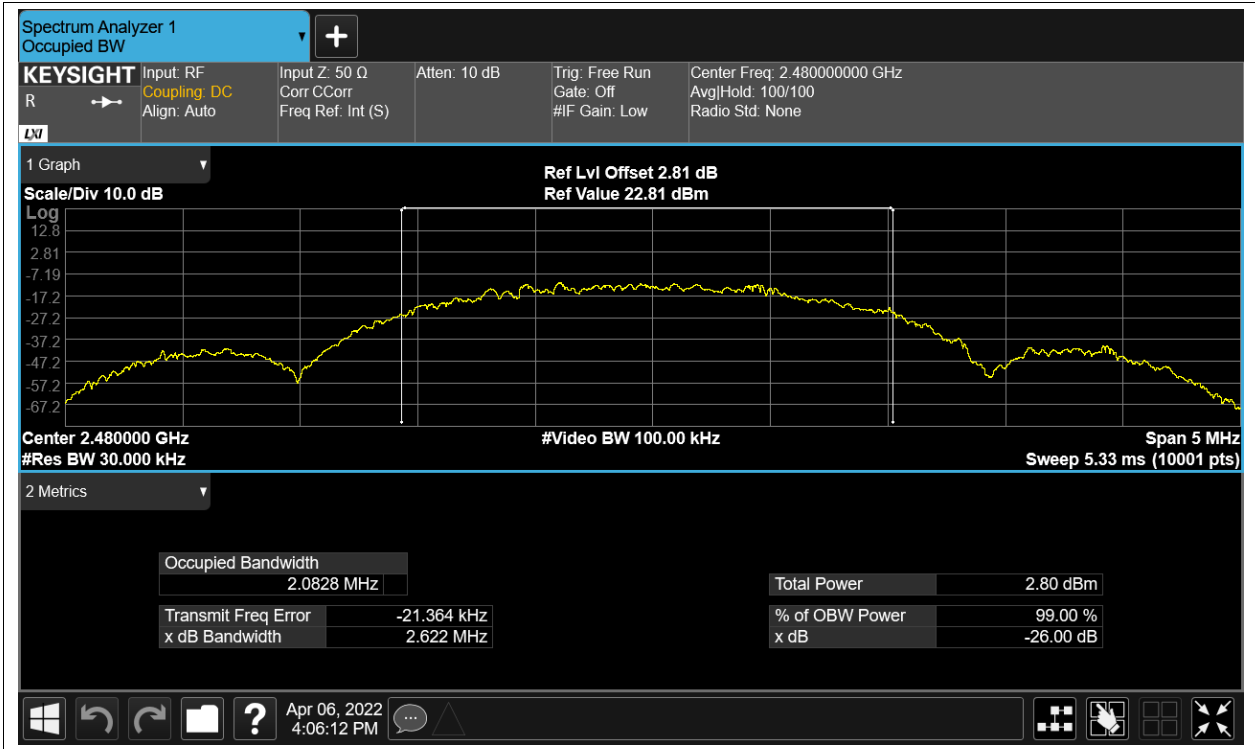 Spectrum Analyzer 1
Occupied BW
KEYSIGHT
R
LXI
Input: RF
Coupling: DC
Align: Auto
Input Z: 50 Ω
Corr CCorr
Freq Ref: Int (S)
Atten: 10 dB
Trig: Free Run
Gate: Off
#IF Gain: Low
Center Freq: 2.480000000 GHz
Avg|Hold: 100/100
Radio Std: None
1 Graph
Scale/Div 10.0 dB
Ref Lvl Offset 2.81 dB
Ref Value 22.81 dBm
Log
12.8
2.81
-7.19
-17.2
-27.2
-37.2
-47.2
-57.2
-67.2
Center 2.480000 GHz
#Res BW 30.000 kHz
#Video BW 100.00 kHz
Span 5 MHz
Sweep 5.33 ms (10001 pts)
2 Metrics
Occupied Bandwidth
2.0828 MHz
Transmit Freq Error -21.364 kHz
x dB Bandwidth 2.622 MHz
Total Power 2.80 dBm
% of OBW Power 99.00 %
x dB -26.00 dB
?
Apr 06, 2022
4:06:12 PM